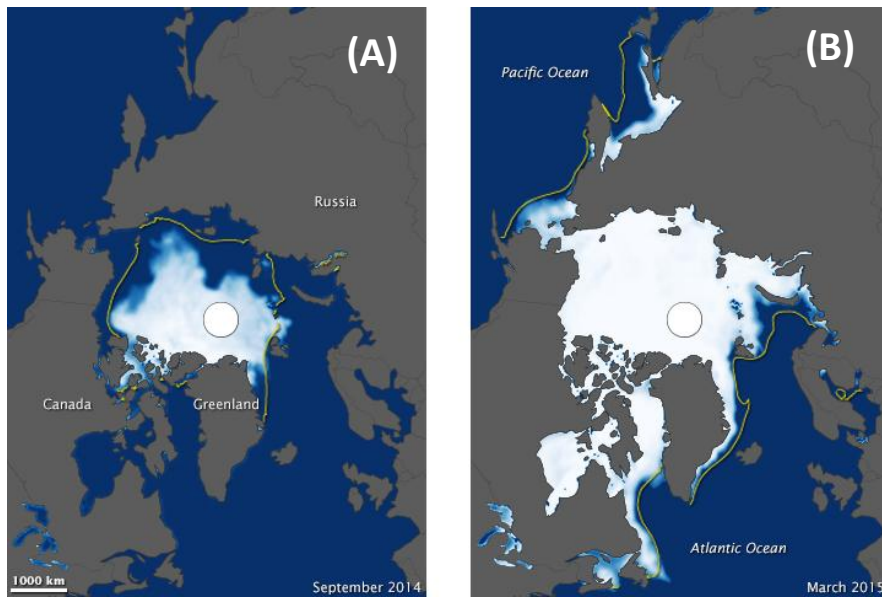 (A)
Russia
Canada
Greenland
1000 km
September 2014
(B)
Pacific Ocean
Atlantic Ocean
March 2015